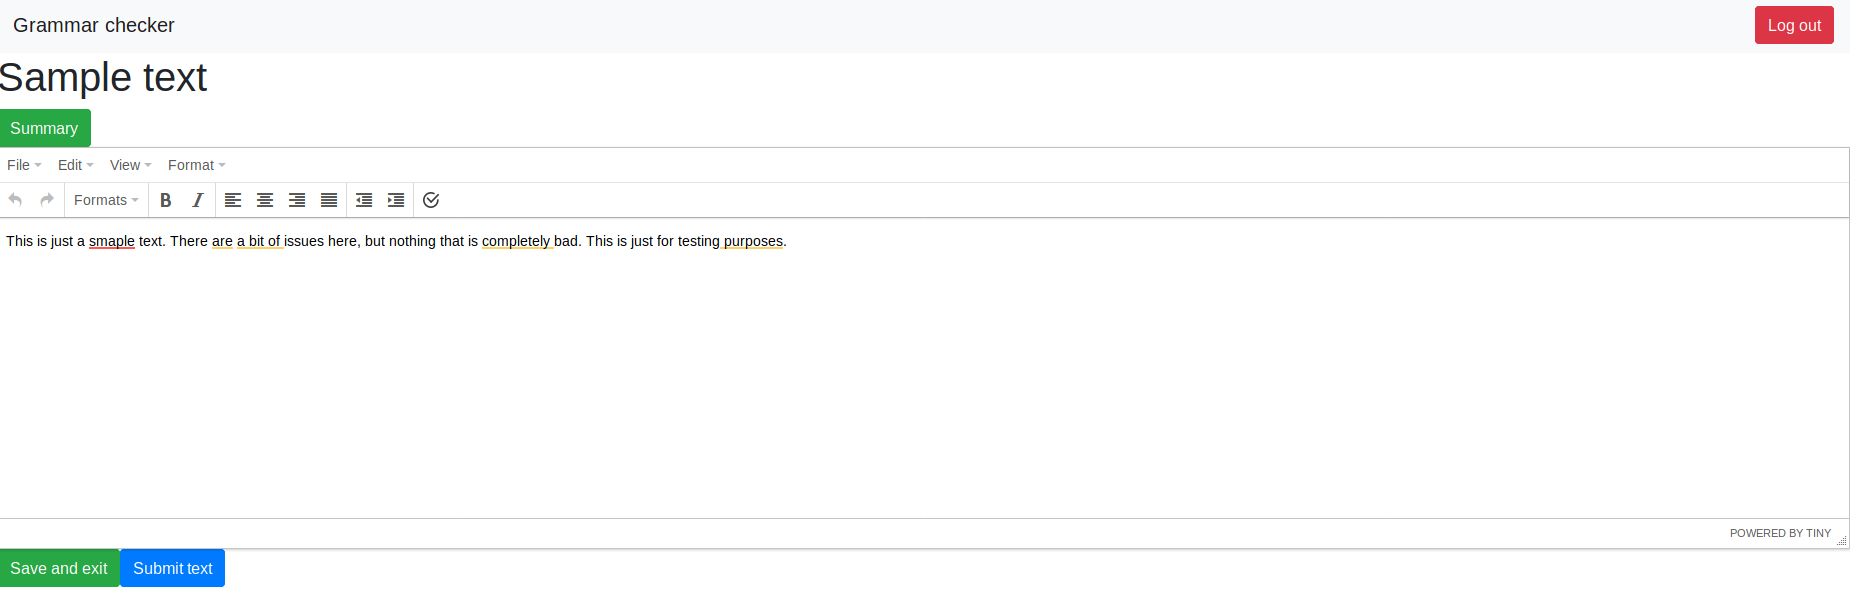 Grammar checker
Log out
Sample text
Summary
File Edit View Format
Formats B I
This is just a smaple text. There are a bit of issues here, but nothing that is completely bad. This is just for testing purposes.
POWERED BY TINY
Save and exit Submit text